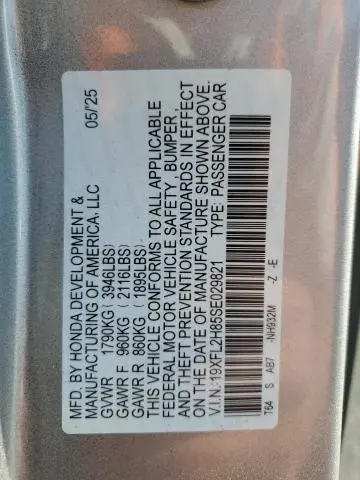 MFD. BY HONDA DEVELOPMENT &
MANUFACTURING OF AMERICA, LLC 05/'25
GVWR 1790KG (3946LBS)
GAWR F 960KG (2116LBS)
GAWR R 860KG (1895LBS)
THIS VEHICLE CONFORMS TO ALL APPLICABLE
FEDERAL MOTOR VEHICLE SAFETY, BUMPER,
AND THEFT PREVENTION STANDARDS IN EFFECT
ON THE DATE OF MANUFACTURE SHOWN ABOVE.
V.I.N.:19XFL2H85SE029821 TYPE: PASSENGER CAR
T64 S AB7 -NH932M -Z -E